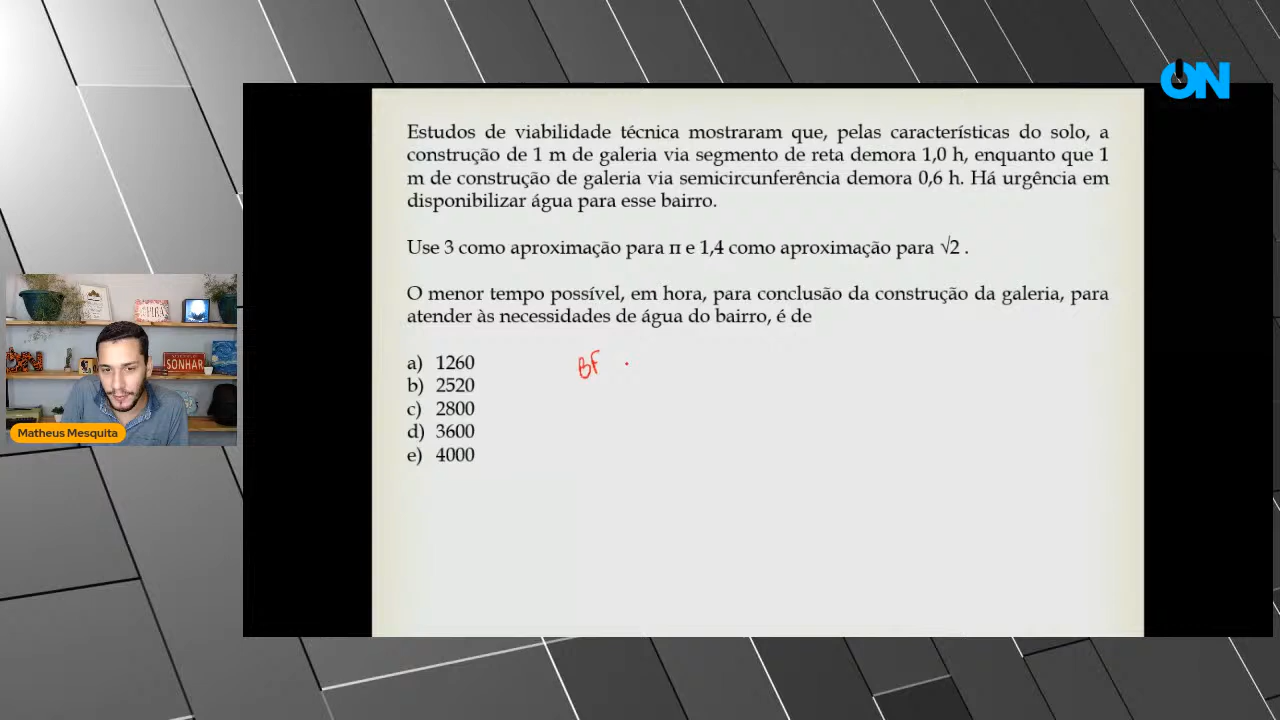 ON
Estudos de viabilidade técnica mostraram que, pelas características do solo, a
construção de 1 m de galeria via segmento de reta demora 1,0 h, enquanto que 1
m de construção de galeria via semicircunferência demora 0,6 h. Há urgência em
disponibilizar água para esse bairro.
Use 3 como aproximação para π e 1,4 como aproximação para √2 .
O menor tempo possível, em hora, para conclusão da construção da galeria, para
atender às necessidades de água do bairro, é de
a) 1260
b) 2520
c) 2800
d) 3600
e) 4000
BF
SONHAR
Matheus Mesquita